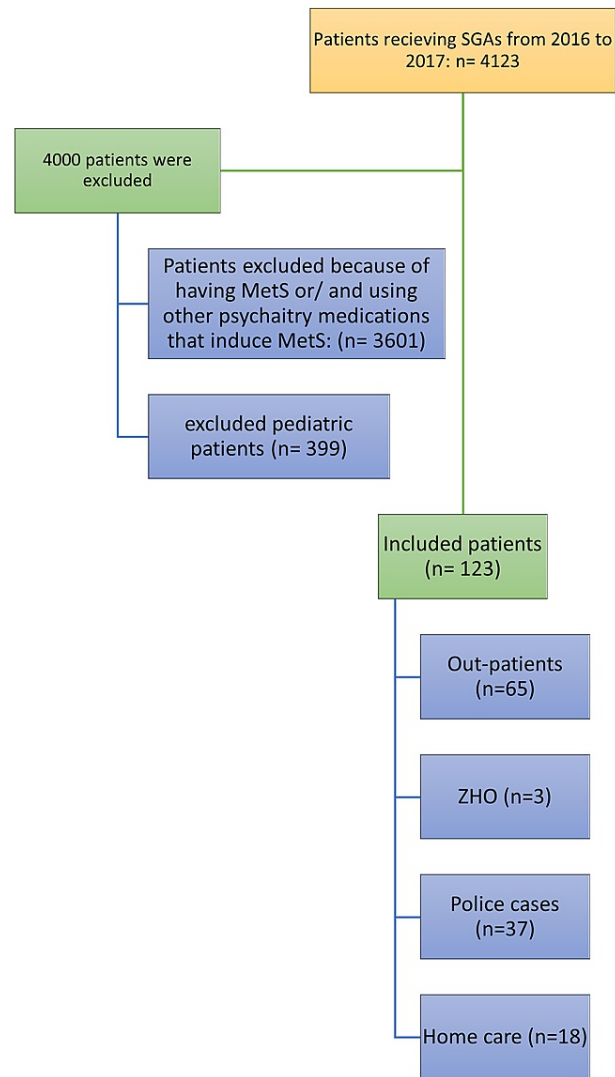 Patients recieving SGAs from 2016 to
2017: n= 4123
4000 patients were
excluded
Patients excluded because of
having MetS or/ and using
other psychaitry medications
that induce MetS: (n= 3601)
excluded pediatric
patients (n= 399)
Included patients
(n= 123)
Out-patients
(n=65)
ZHO (n=3)
Police cases
(n=37)
Home care (n=18)